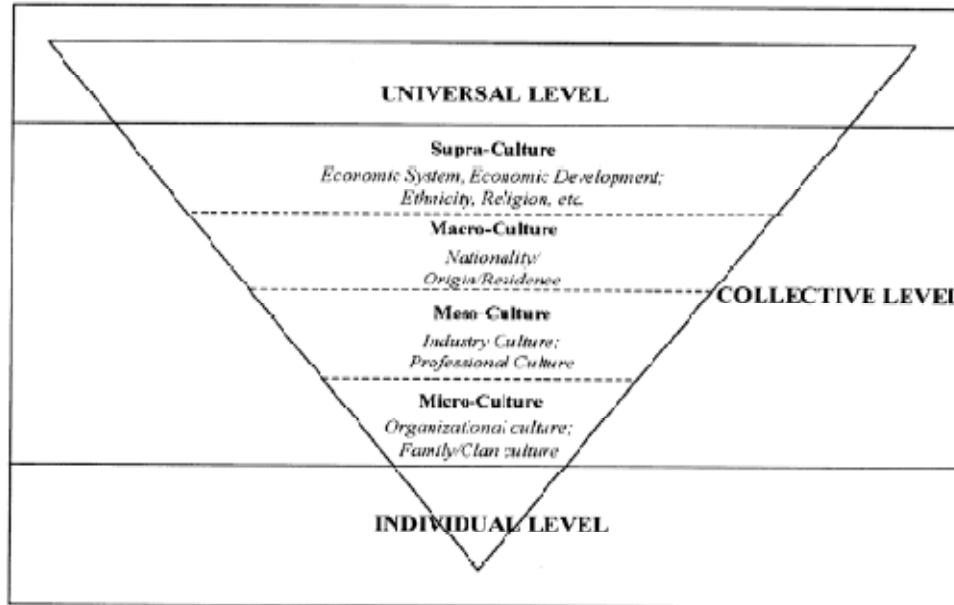 UNIVERSAL LEVEL
Supra-Culture
Economic System, Economic Development;
Ethnicity, Religion, etc.
Macro-Culture
Nationality/
Origin/Residence
COLLECTIVE LEVEL
Meso-Culture
Industry Culture;
Professional Culture
Micro-Culture
Organizational culture;
Family/Clan culture
INDIVIDUAL LEVEL